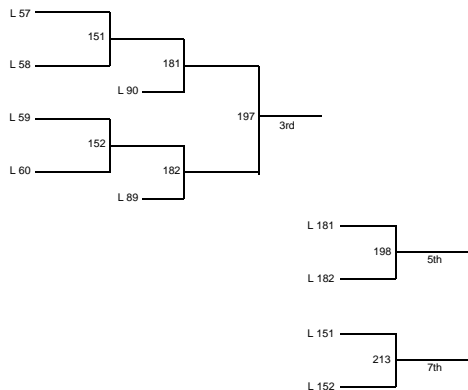 L 57
151
L 58
181
L 90
L 59
197
3rd
152
L 60
182
L 89
L 181
198
5th
L 182
L 151
213
7th
L 152